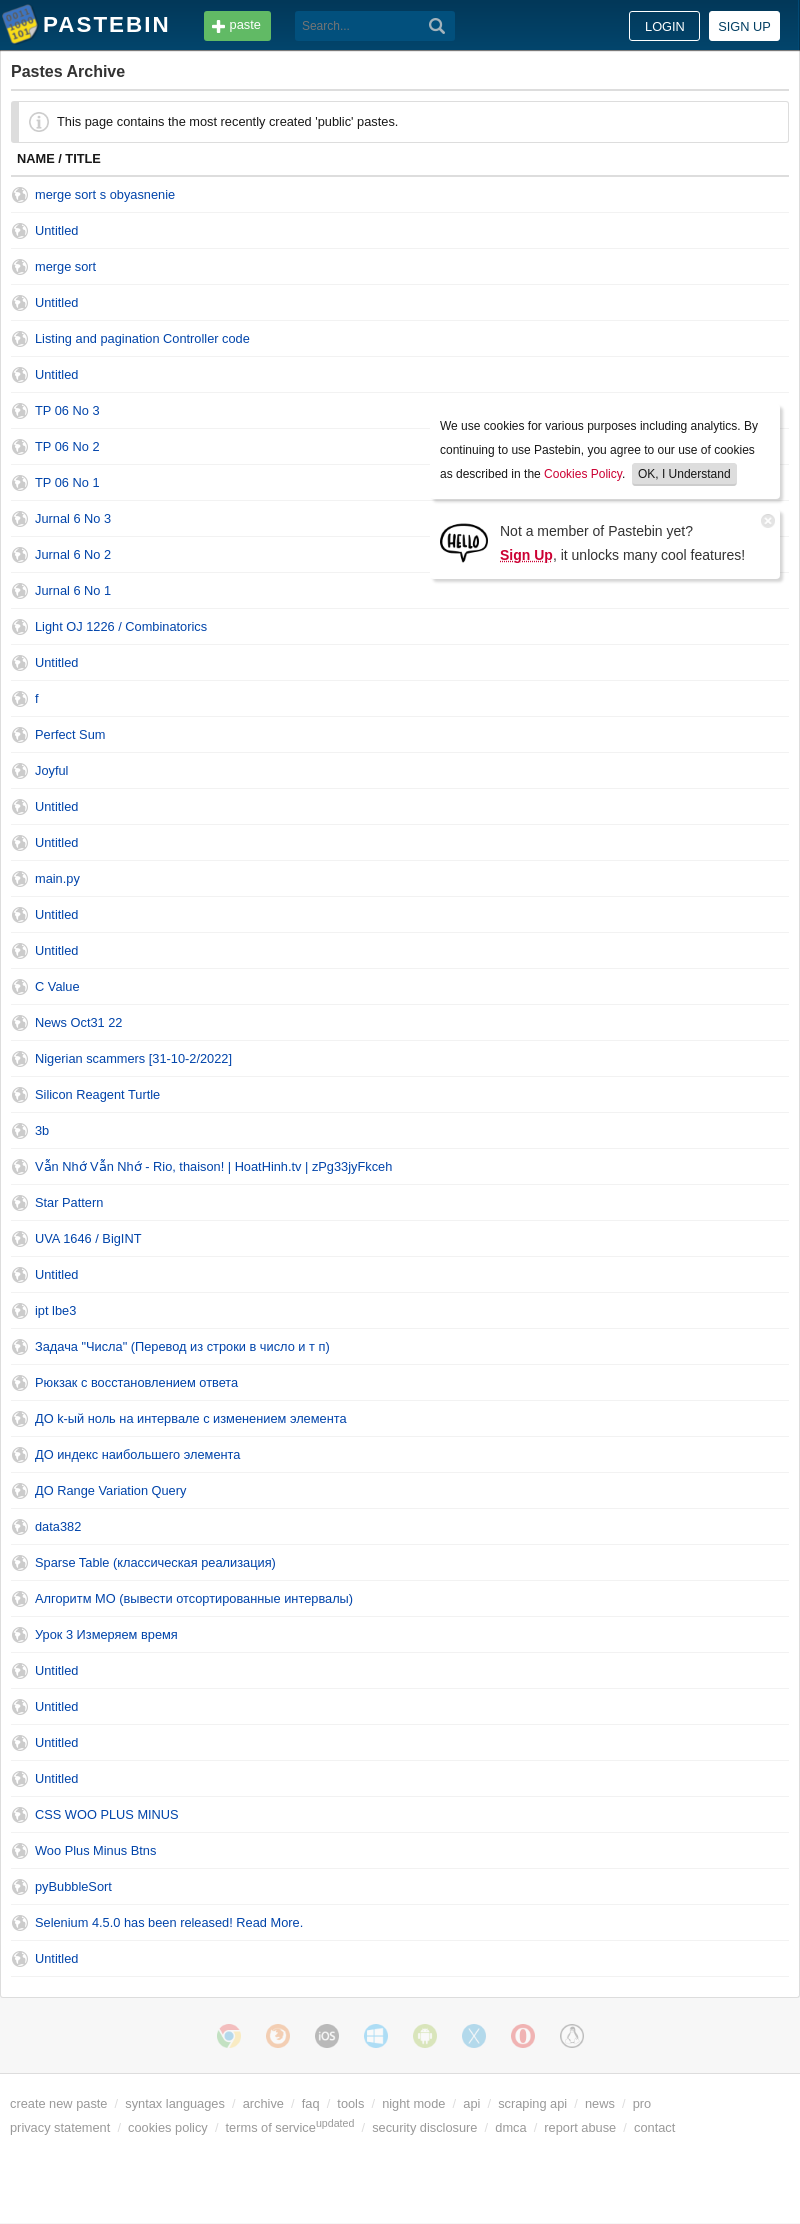 PASTEBIN
paste
Search...
LOGIN
SIGN UP
Pastes Archive
This page contains the most recently created 'public' pastes.
NAME / TITLE
merge sort s obyasnenie
Untitled
merge sort
Untitled
Listing and pagination Controller code
Untitled
TP 06 No 3
TP 06 No 2
TP 06 No 1
Jurnal 6 No 3
Jurnal 6 No 2
Jurnal 6 No 1
We use cookies for various purposes including analytics. By
continuing to use Pastebin, you agree to our use of cookies
as described in the Cookies Policy. OK, I Understand
HELLO
Not a member of Pastebin yet?
Sign Up, it unlocks many cool features!
Light OJ 1226 / Combinatorics
Untitled
f
Perfect Sum
Joyful
Untitled
Untitled
main.py
Untitled
Untitled
C Value
News Oct31 22
Nigerian scammers [31-10-2/2022]
Silicon Reagent Turtle
3b
Vẫn Nhớ Vẫn Nhớ - Rio, thaison! | HoatHinh.tv | zPg33jyFkceh
Star Pattern
UVA 1646 / BigINT
Untitled
ipt lbe3
Задача "Числа" (Перевод из строки в число и т п)
Рюкзак с восстановлением ответа
ДО k-ый ноль на интервале с изменением элемента
ДО индекс наибольшего элемента
ДО Range Variation Query
data382
Sparse Table (классическая реализация)
Алгоритм МО (вывести отсортированные интервалы)
Урок 3 Измеряем время
Untitled
Untitled
Untitled
Untitled
CSS WOO PLUS MINUS
Woo Plus Minus Btns
pyBubbleSort
Selenium 4.5.0 has been released! Read More.
Untitled
iOS
create new paste / syntax languages / archive / faq / tools / night mode / api / scraping api / news / pro
privacy statement / cookies policy / terms of service updated / security disclosure / dmca / report abuse / contact